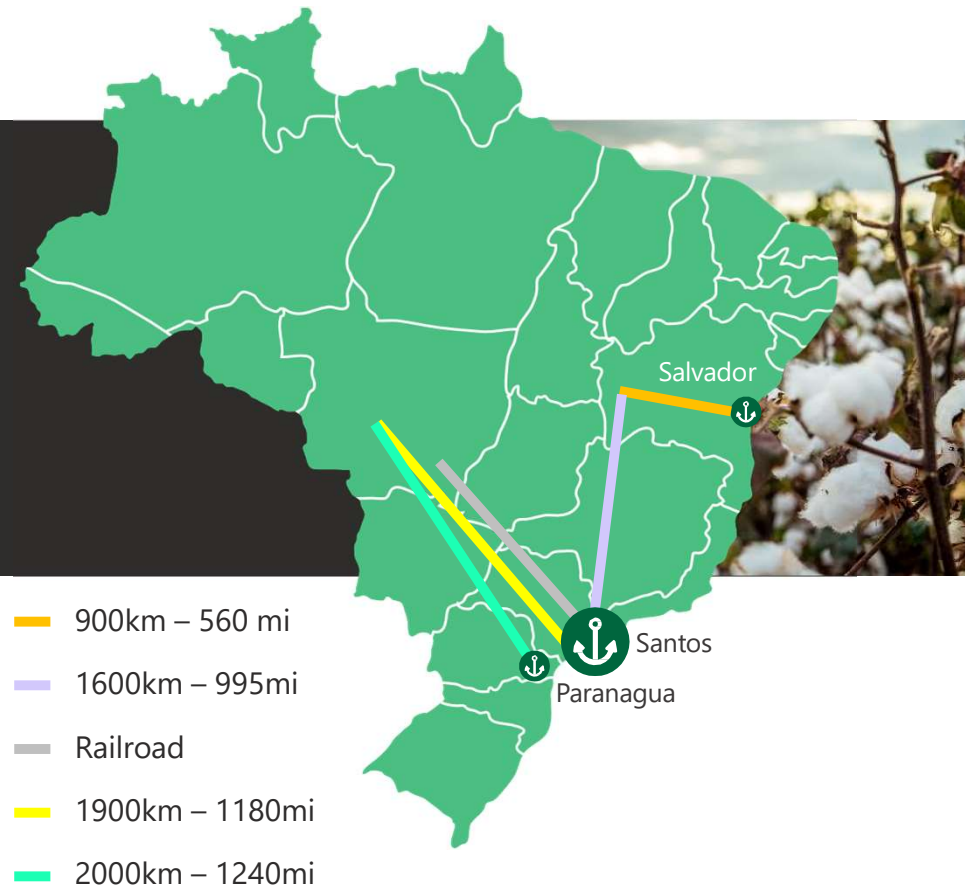 Salvador
Santos
Paranagua
900km – 560 mi
1600km – 995mi
Railroad
1900km – 1180mi
2000km – 1240mi